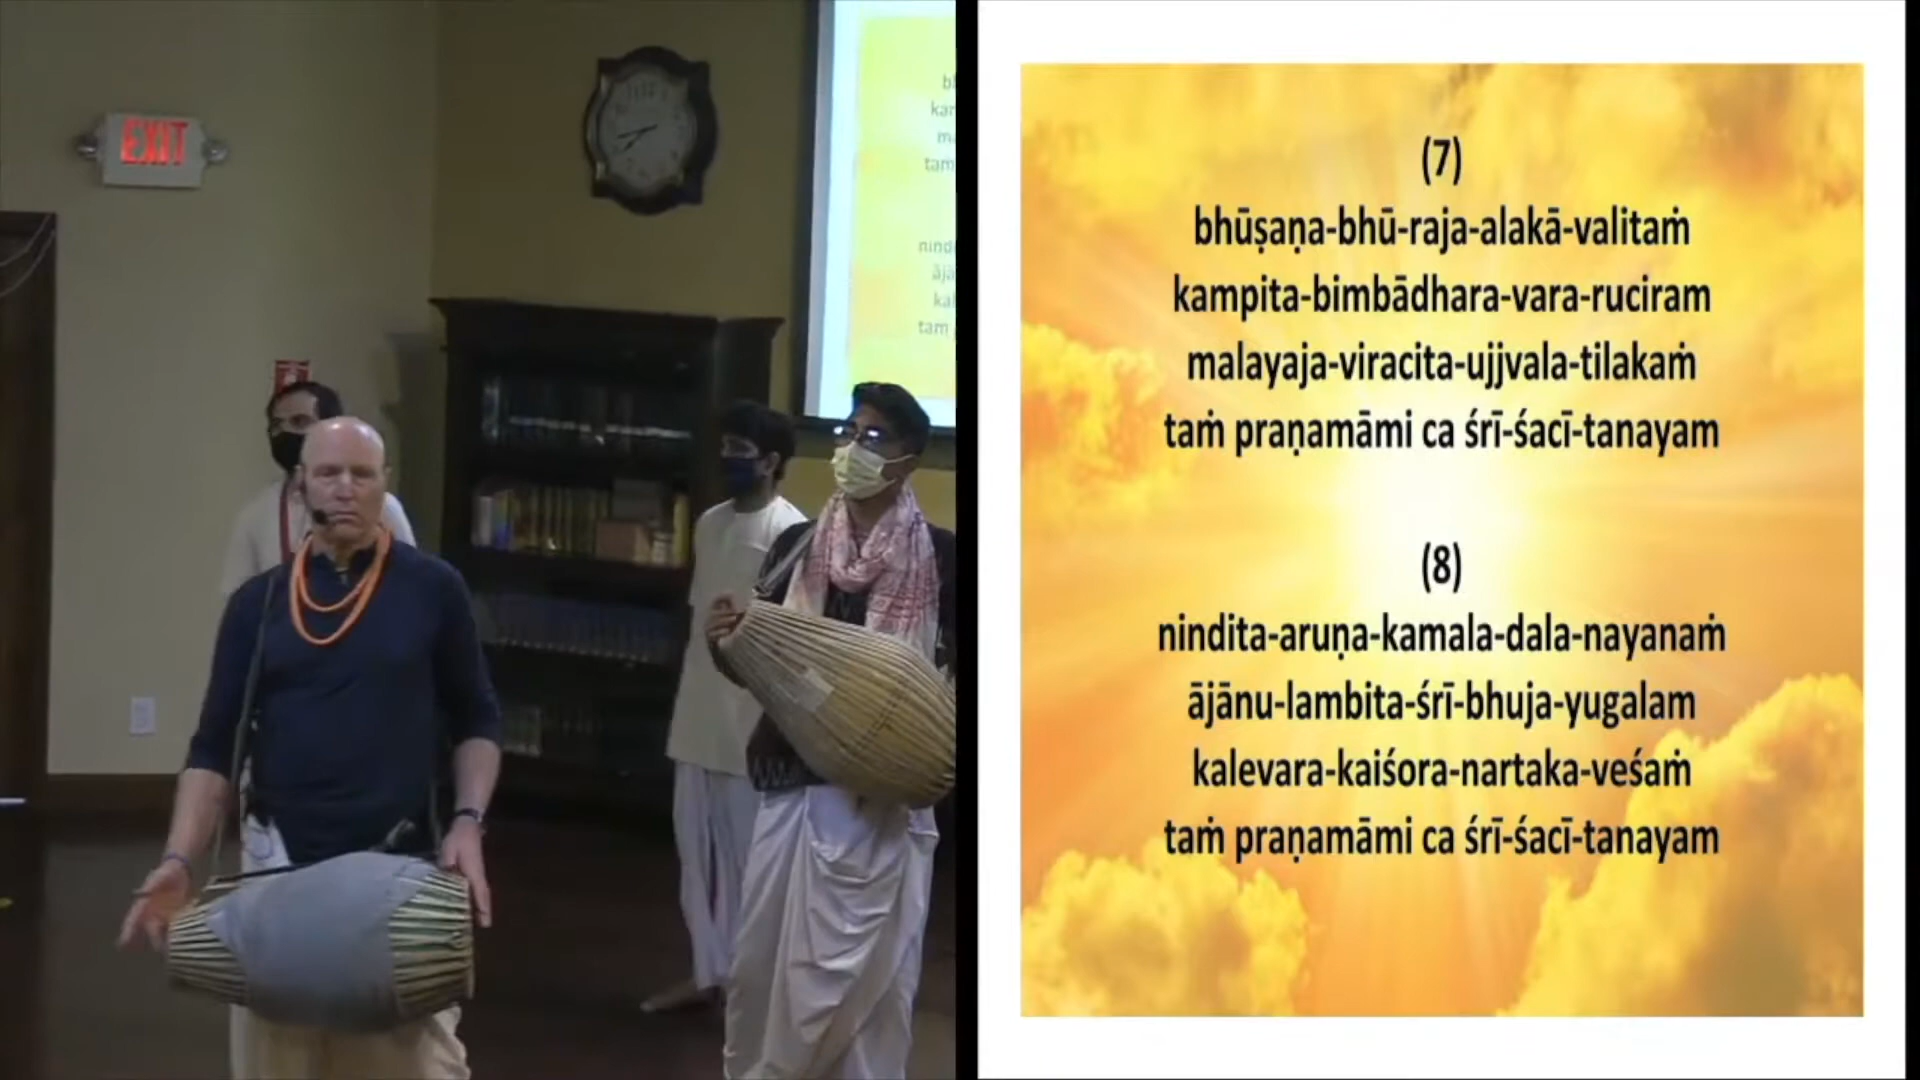 EXIT
(7)
bhūṣaṇa-bhū-raja-alakā-valitaṁ
kampita-bimbādhara-vara-ruciram
malayaja-viracita-ujjvala-tilakaṁ
taṁ praṇamāmi ca śrī-śacī-tanayam
(8)
nindita-aruṇa-kamala-dala-nayanaṁ
ājānu-lambita-śrī-bhuja-yugalam
kalevara-kaiśora-nartaka-veśaṁ
taṁ praṇamāmi ca śrī-śacī-tanayam